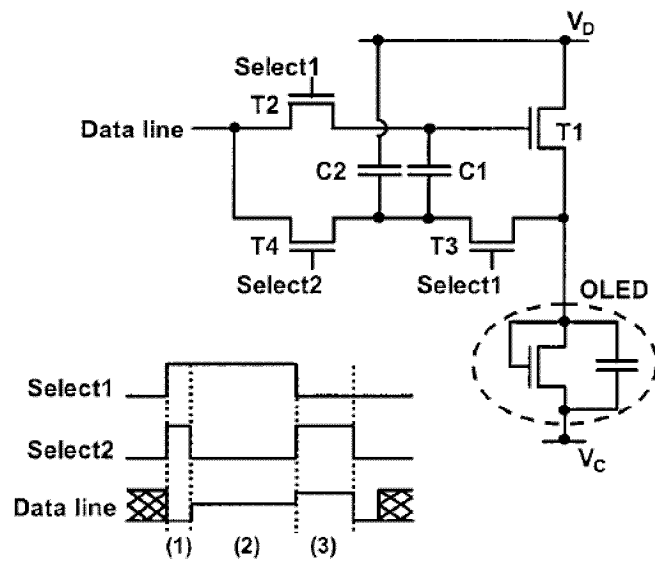 V_D
Select1
T2
Data line
T1
C2
C1
T4
T3
Select2
Select1
OLED
Select1
Select2
V_C
Data line
(1)
(2)
(3)